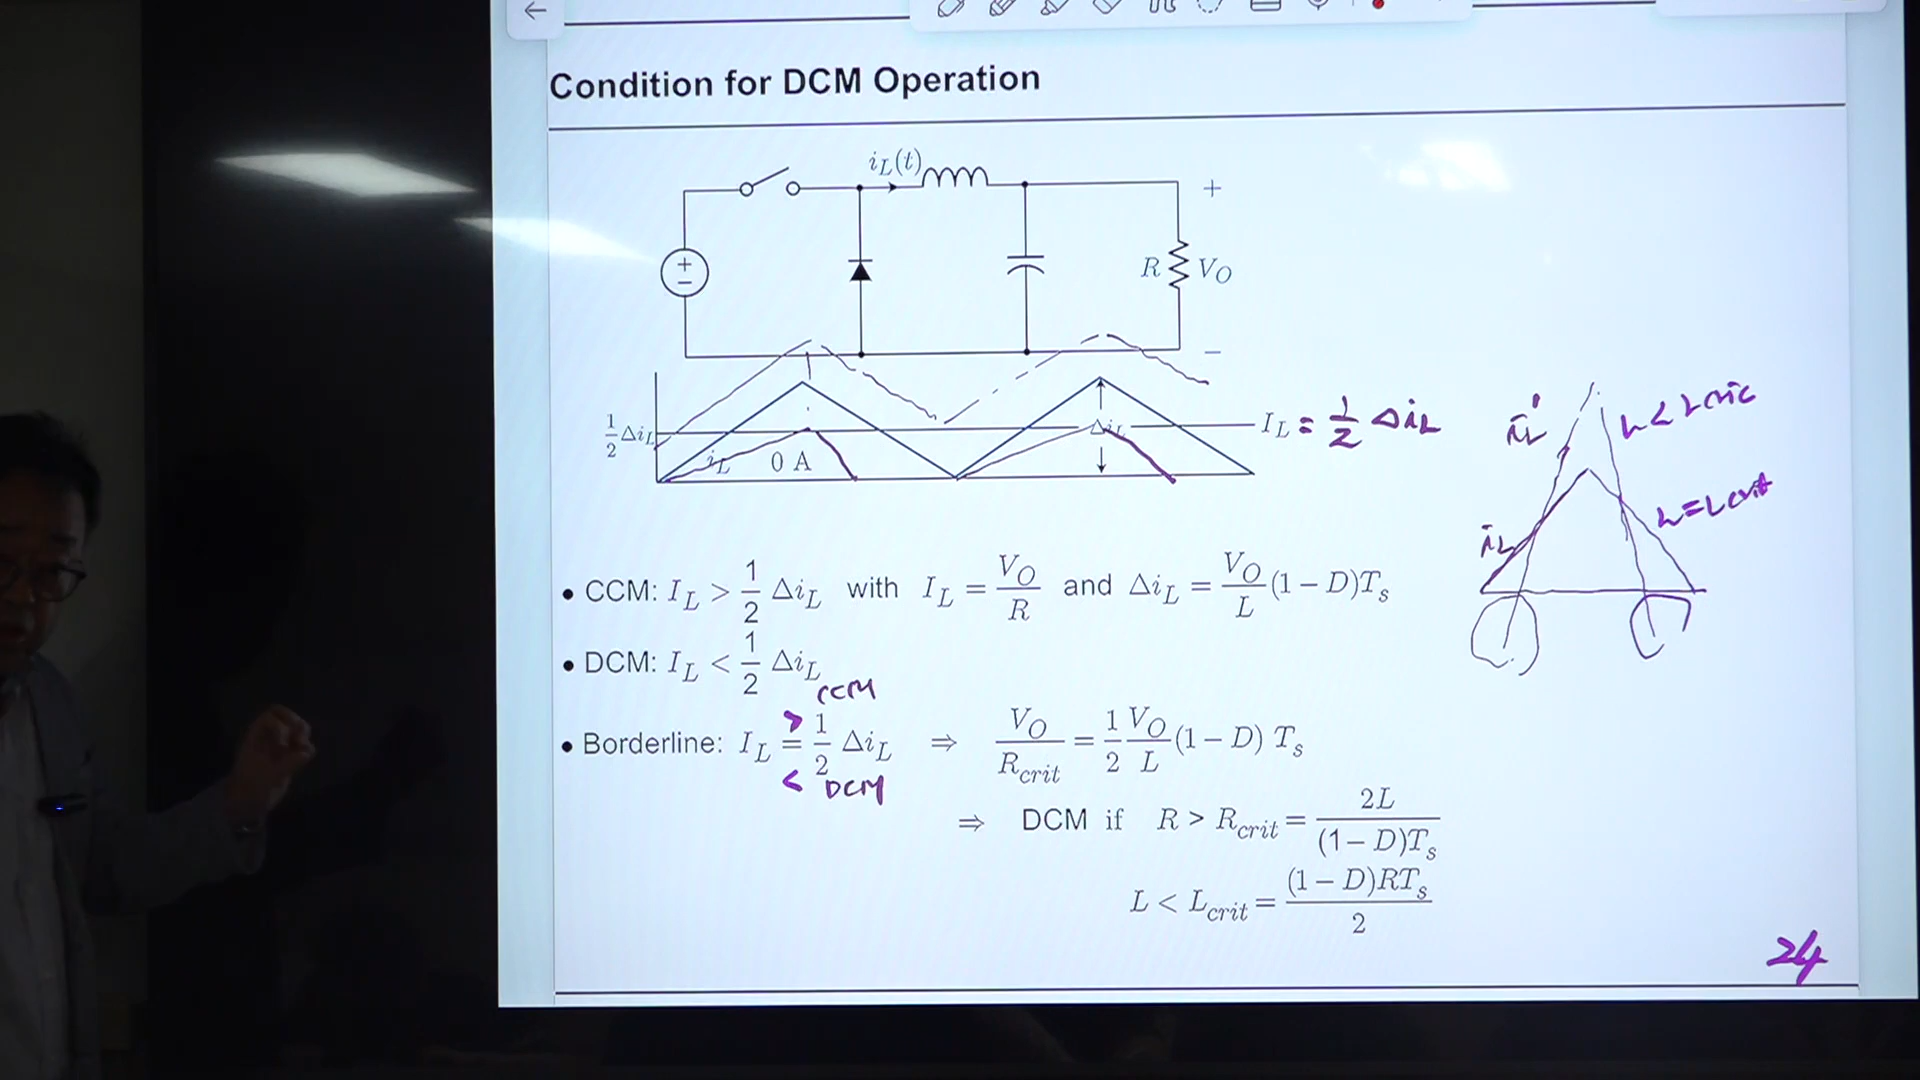 Condition for DCM Operation
i_L(t)
+
+
−
R V_O
−
1/2 Δi_L
i_L 0 A
Δi_L
I_L = 1/2 Δi_L
i_L'
L < Lcric
i_L
L = Lcrit
• CCM: I_L > 1/2 Δi_L with I_L = V_O/R and Δi_L = V_O/L (1 − D)T_s
• DCM: I_L < 1/2 Δi_L
CCM
>
• Borderline: I_L = 1/2 Δi_L ⇒ V_O/R_crit = 1/2 V_O/L (1 − D) T_s
< DCM
⇒ DCM if R > R_crit = 2L/(1 − D)T_s
L < L_crit = (1 − D)RT_s/2
24